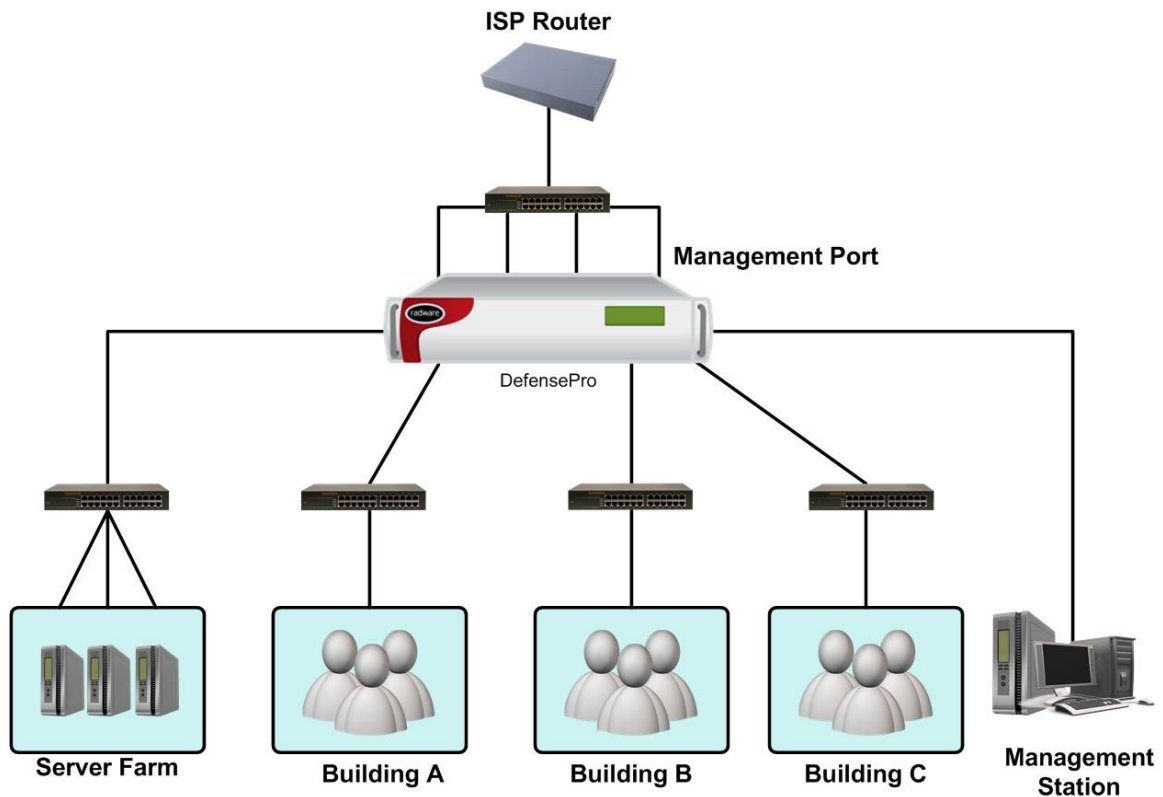 ISP Router
Management Port
radware
DefensePro
Server Farm
Building A
Building B
Building C
Management
Station